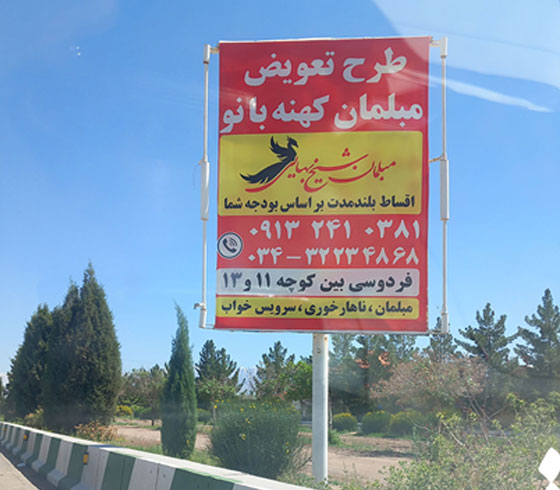 طرح تعویض
مبلمان کهنه با نو
مبلمان شیخ بهایی
اقساط بلندمدت بر اساس بودجه شما
۰۹۱۳ ۲۴۱ ۰۳۸۱
۰۳۴-۳۲۲۳۴۸۶۸
فردوسی بین کوچه ۱۱ و ۱۳
مبلمان ، ناهارخوری ، سرویس خواب